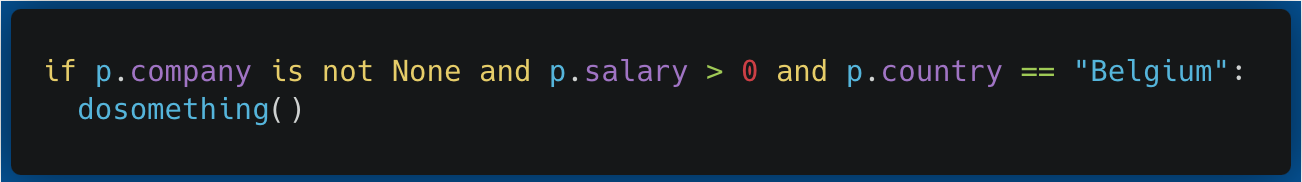 if p.company is not None and p.salary > 0 and p.country == "Belgium":
  dosomething()